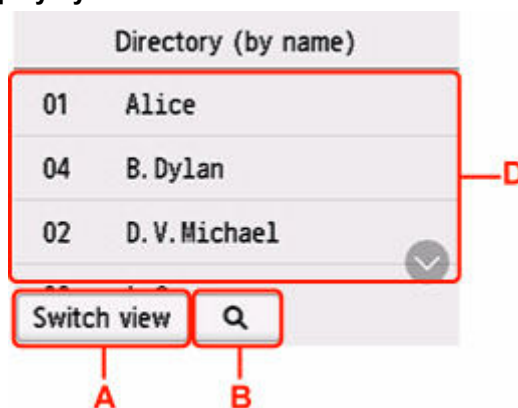 Directory (by name)
01 Alice
04 B.Dylan
D
02 D.V.Michael
Switch view
A B